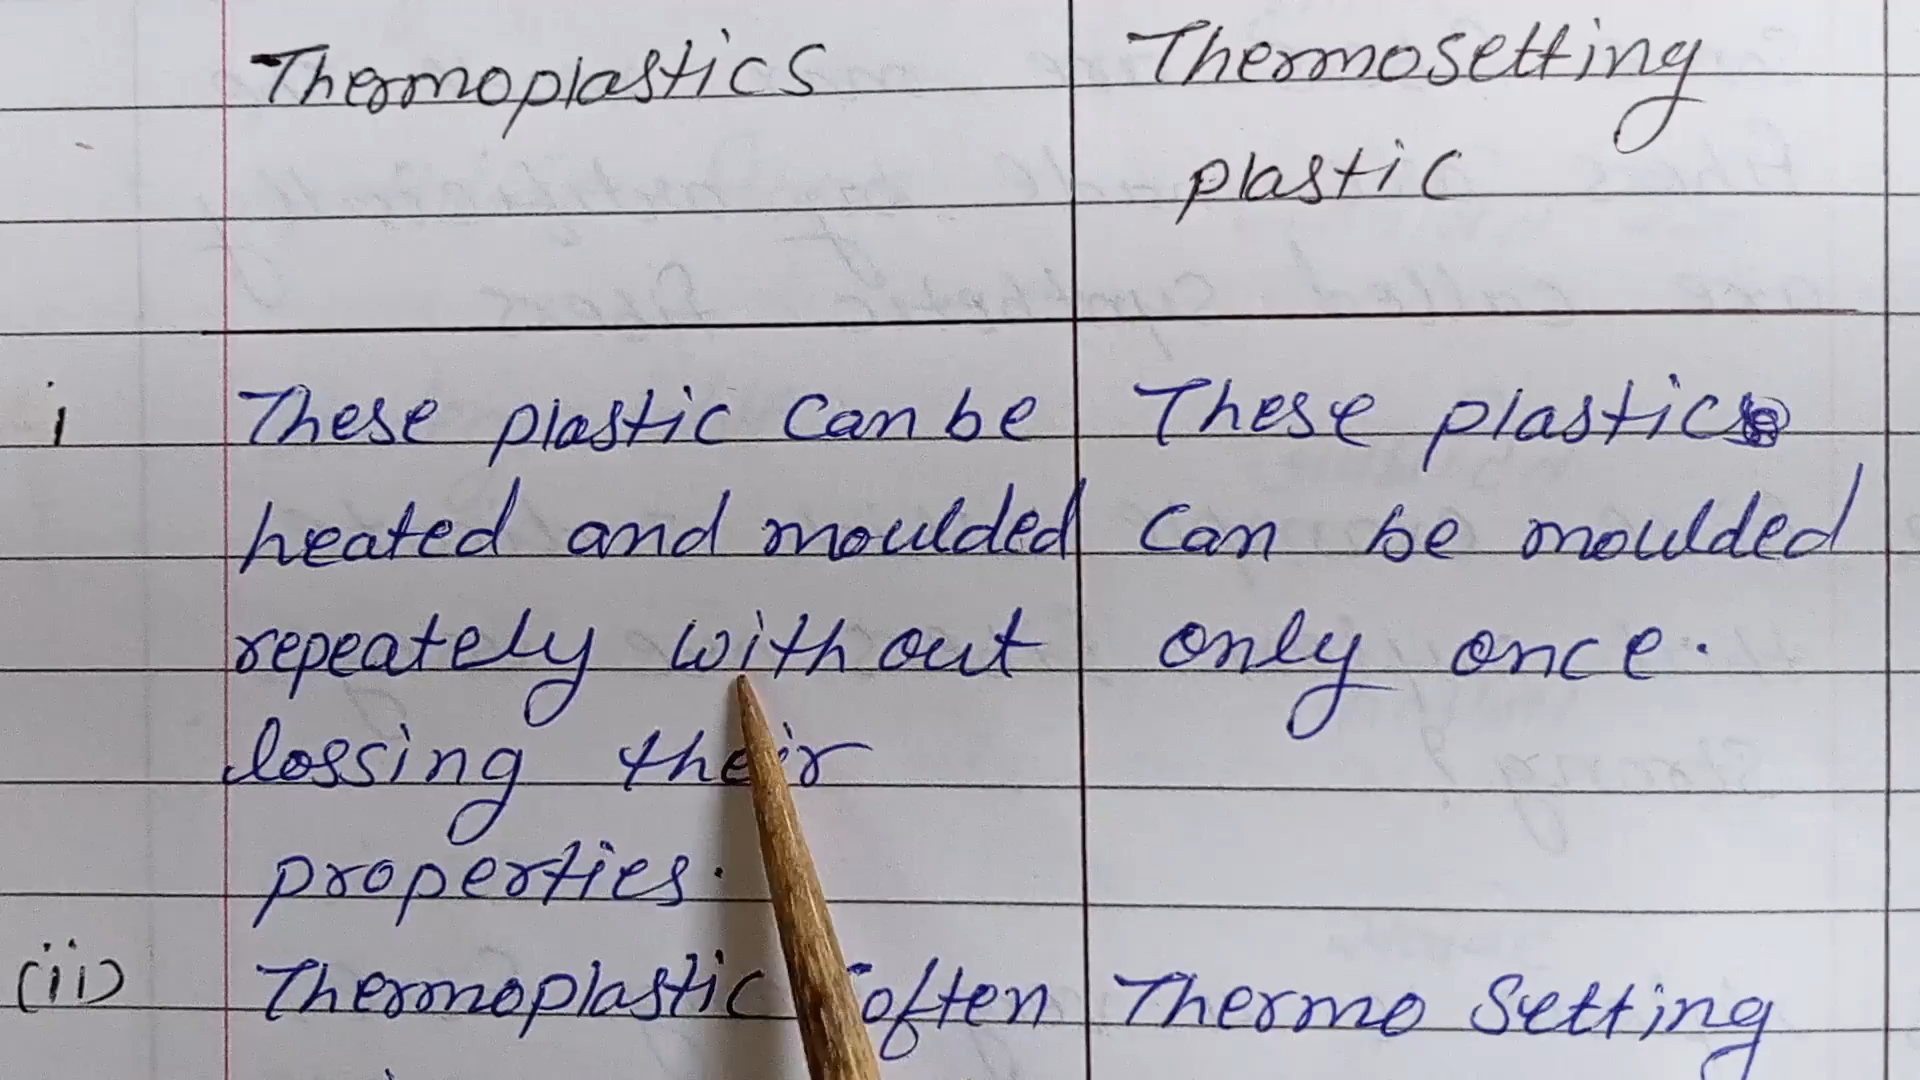 Thermoplastics
Thermosetting
plastic
i
These plastic can be
heated and moulded
repeately without
lossing their
properties.
These plastics
can be moulded
only once.
(ii)
Thermoplastic often
Thermo Setting